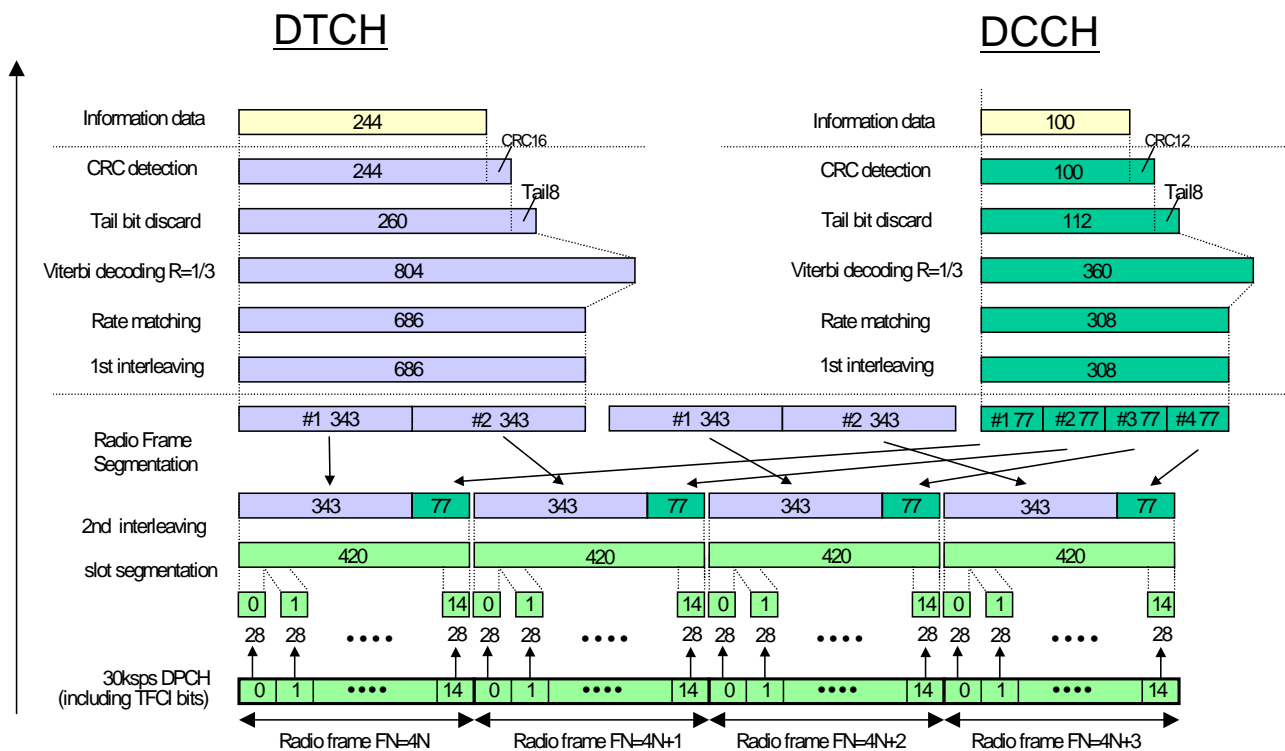 DTCH DCCH
Information data 244 Information data 100
CRC16 CRC12
CRC detection 244 CRC detection 100
Tail8 Tail8
Tail bit discard 260 Tail bit discard 112
Viterbi decoding R=1/3 804 Viterbi decoding R=1/3 360
Rate matching 686 Rate matching 308
1st interleaving 686 1st interleaving 308
#1 343 #2 343 #1 343 #2 343 #1 77 #2 77 #3 77 #4 77
Radio Frame
Segmentation
343 77 343 77 343 77 343 77
2nd interleaving
420 420 420 420
slot segmentation
0 1 14 0 1 14 0 1 14 0 1 14
28 28 •••• 28 28 28 •••• 28 28 28 •••• 28 28 28 •••• 28
30ksps DPCH
(including TFCI bits)
0 1 •••• 14 0 1 •••• 14 0 1 •••• 14 0 1 •••• 14
Radio frame FN=4N Radio frame FN=4N+1 Radio frame FN=4N+2 Radio frame FN=4N+3